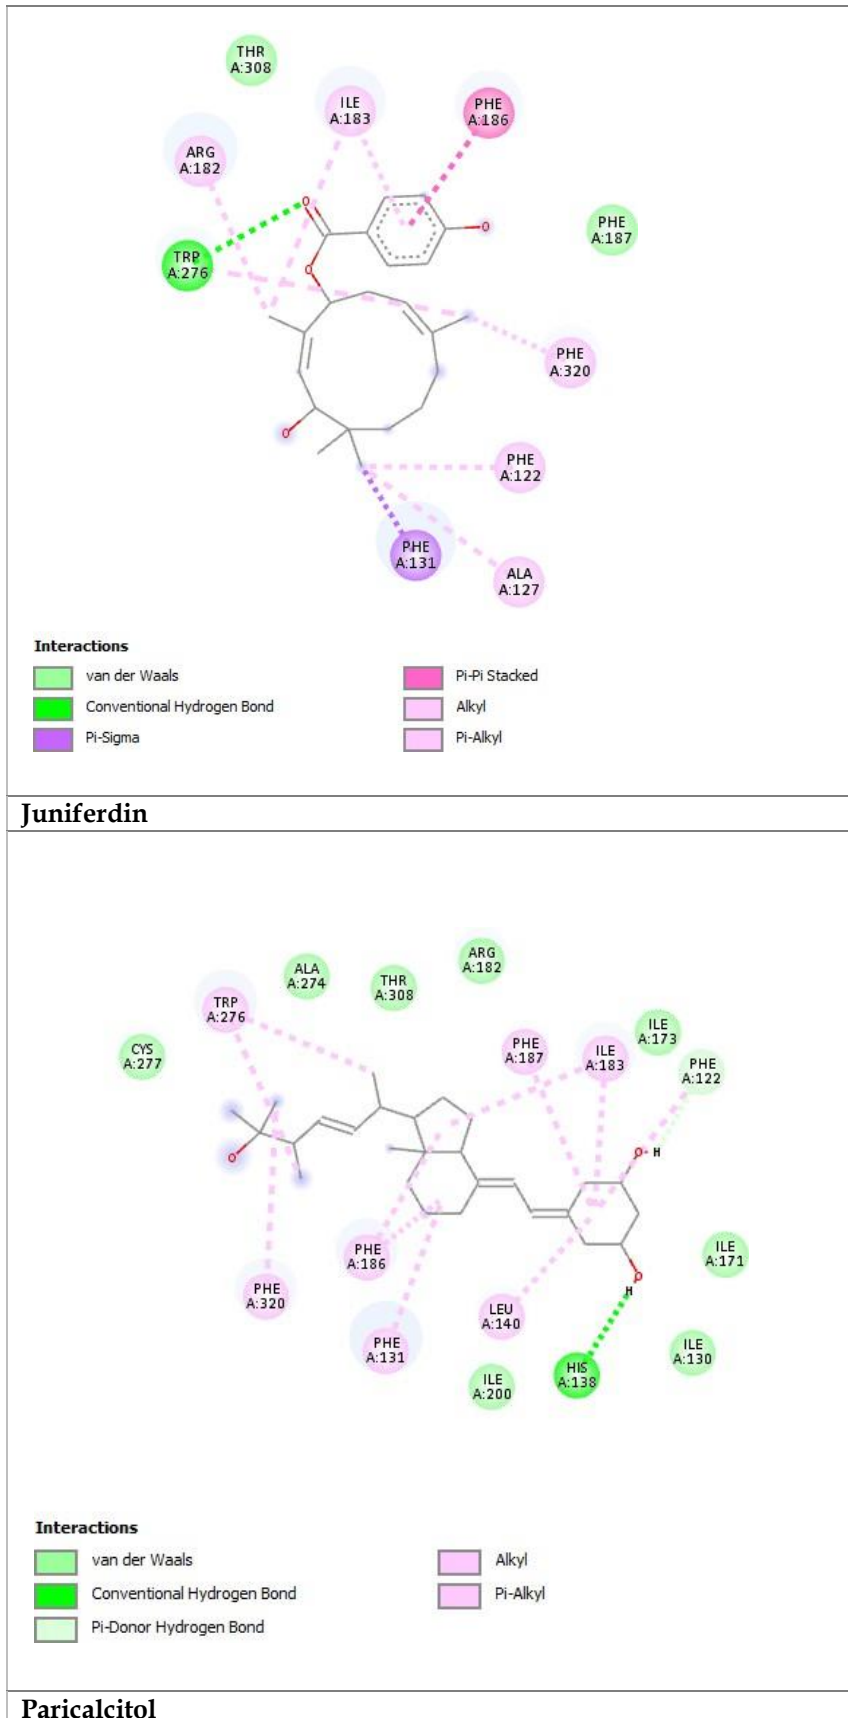 THR
A:308
ILE
A:183
PHE
A:186
ARG
A:182
O
PHE
A:187
O
TRP
A:276
O
PHE
A:320
O
PHE
A:122
PHE
A:131
ALA
A:127
Interactions
van der Waals
Conventional Hydrogen Bond
Pi-Sigma
Pi-Pi Stacked
Alkyl
Pi-Alkyl
Juniferdin
ARG
A:182
ALA
A:274
THR
A:308
TRP
A:276
ILE
A:173
PHE
A:187
ILE
A:183
CYS
A:277
PHE
A:122
O H
O
PHE
A:186
ILE
A:171
PHE
A:320
O
H
LEU
A:140
PHE
A:131
ILE
A:130
HIS
A:138
ILE
A:200
Interactions
van der Waals
Conventional Hydrogen Bond
Pi-Donor Hydrogen Bond
Alkyl
Pi-Alkyl
Paricalcitol